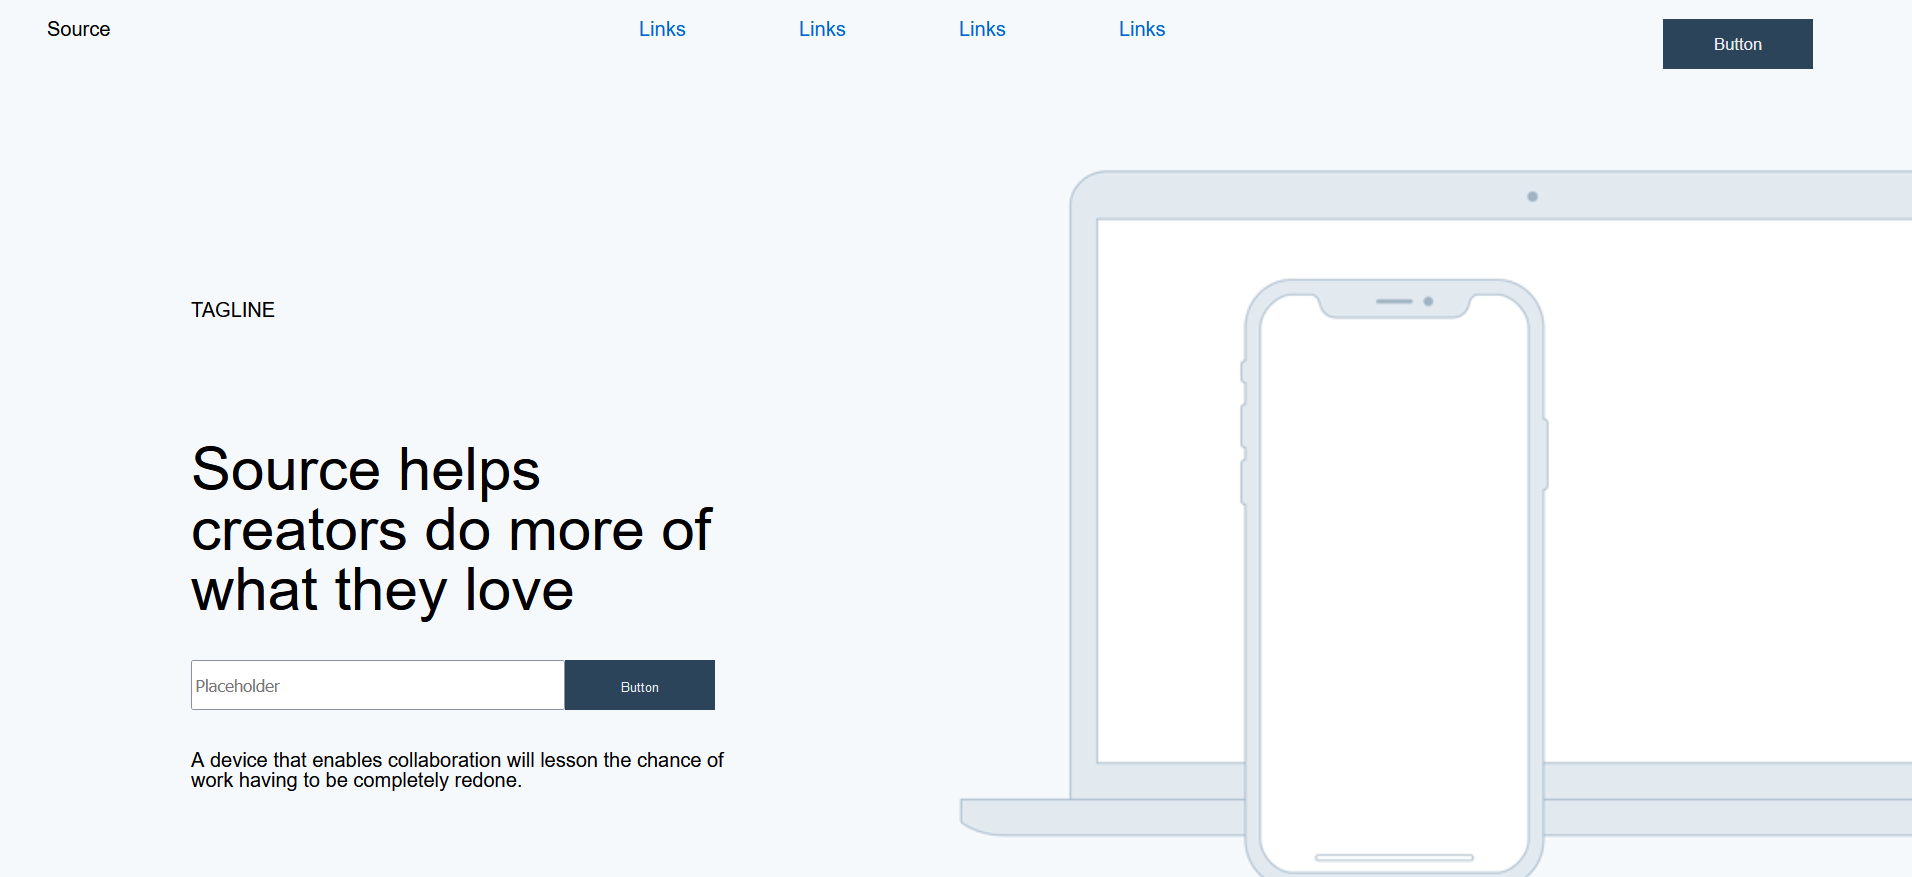 Source
Links
Links
Links
Links
Button
TAGLINE
Source helps
creators do more of
what they love
Placeholder
Button
A device that enables collaboration will lesson the chance of
work having to be completely redone.